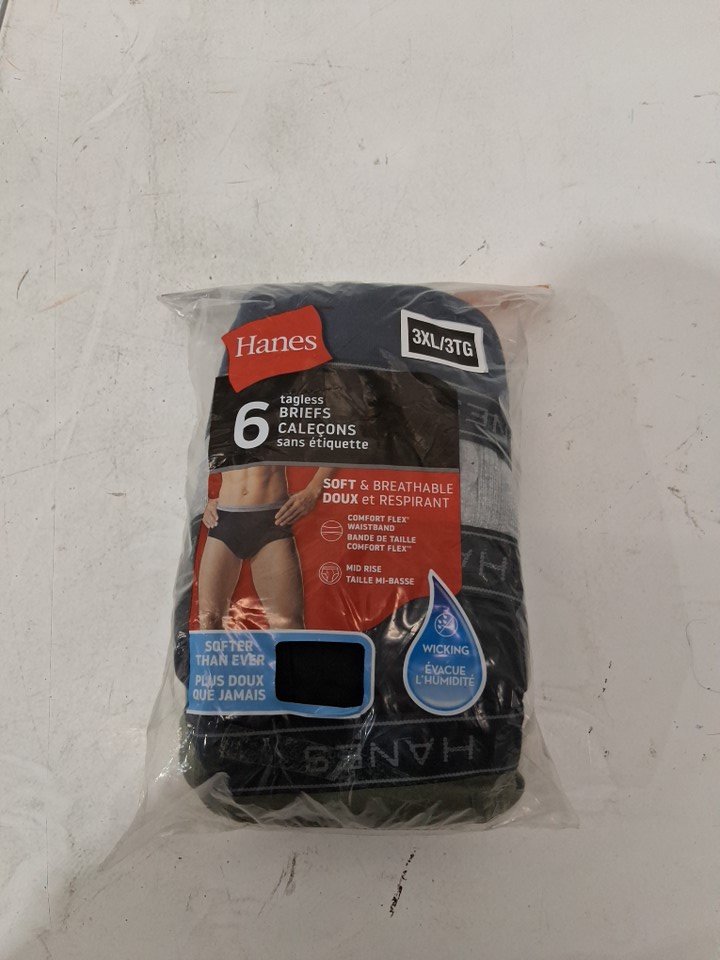 Hanes
3XL/3TG
6
tagless
BRIEFS
CALEÇONS
sans étiquette
SOFT & BREATHABLE
DOUX et RESPIRANT
COMFORT FLEX®
WAISTBAND
BANDE DE TAILLE
COMFORT FLEX™
MID RISE
TAILLE MI-BASSE
SOFTER
THAN EVER
PLUS DOUX
QUE JAMAIS
WICKING
ÉVACUE
L'HUMIDITÉ
HANES